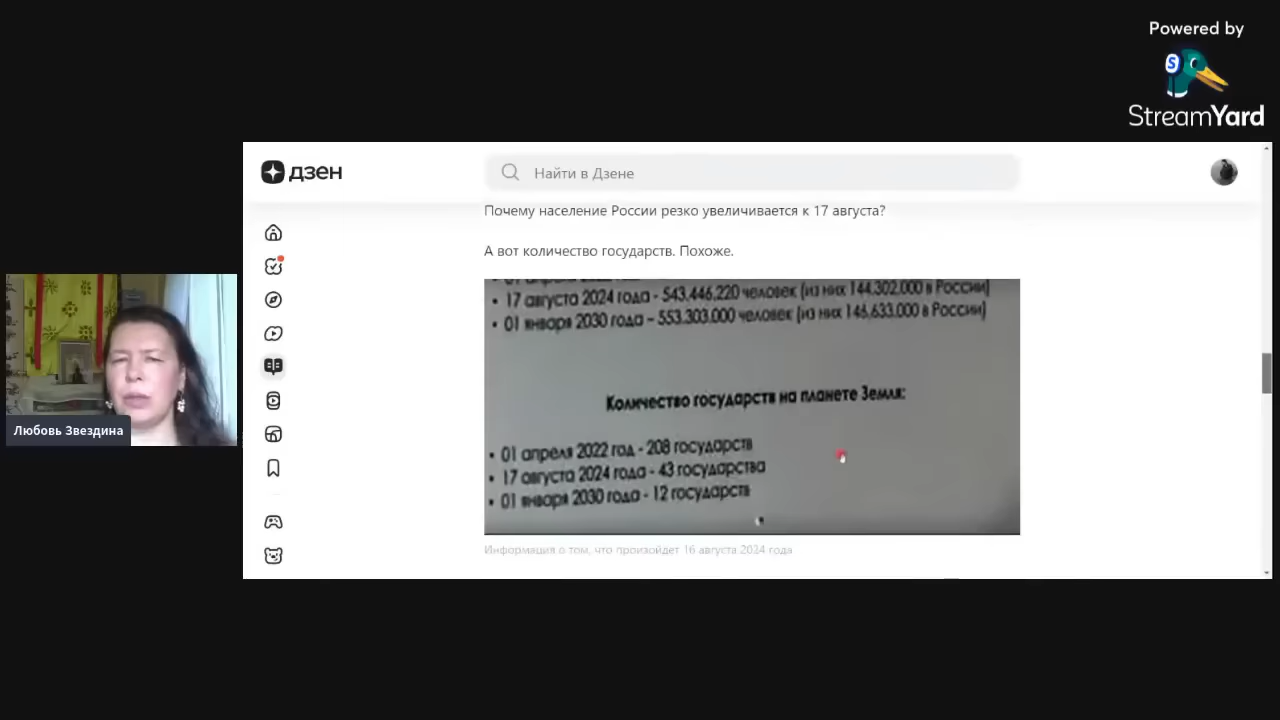 Powered by
StreamYard
дзен
Найти в Дзене
Почему население России резко увеличивается к 17 августа?
А вот количество государств. Похоже.
• 17 августа 2024 года - 543.446.220 человек (из них 144.302.000 в России)
• 01 января 2030 года - 553.303.000 человек (из них 146.633.000 в России)
Количество государств на планете Земля:
• 01 апреля 2022 год - 208 государств
• 17 августа 2024 года - 43 государства
• 01 января 2030 года - 12 государств
Любовь Звездина
Информация о том, что произойдет 16 августа 2024 года